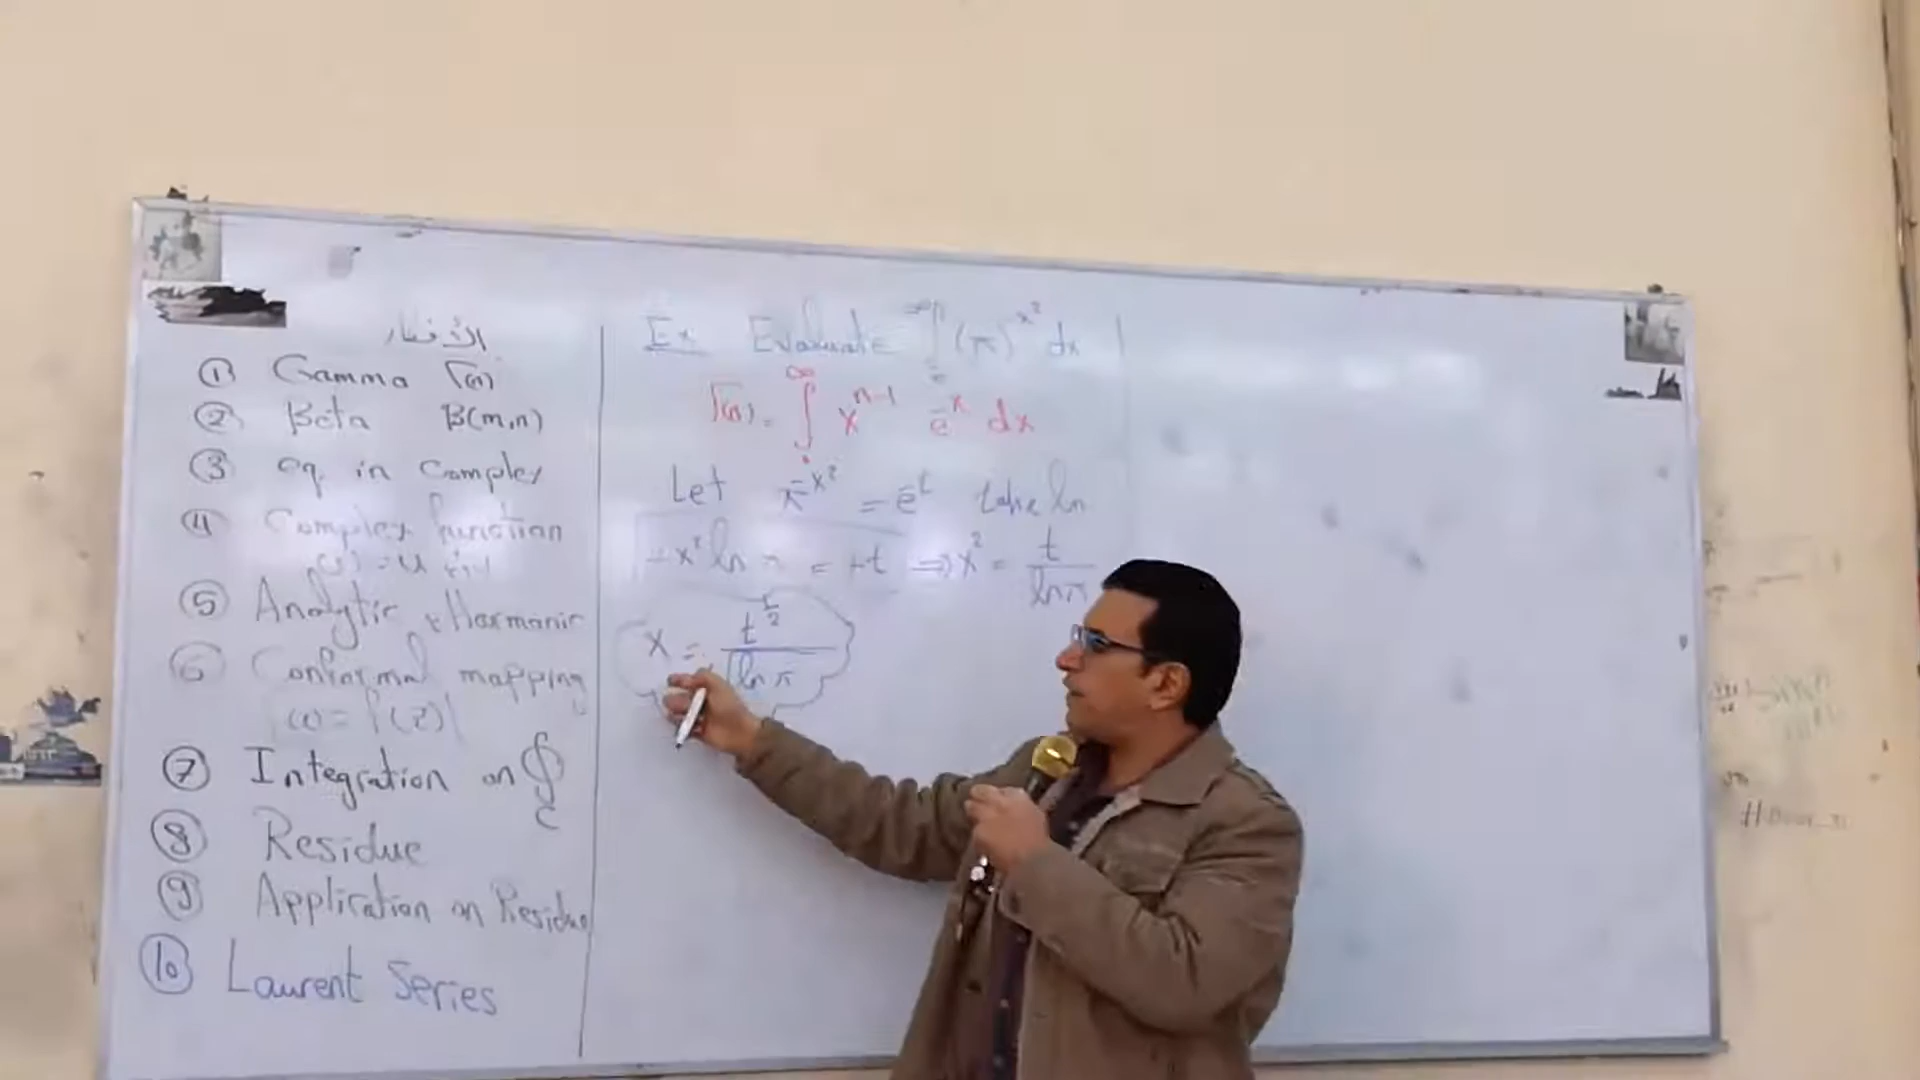 الأفكار
① Gamma Γ(n)
② Beta B(m,n)
③ eq. in Complex
④ Complex function
⑤ Analytic & Harmonic
⑥ Conformal mapping
ω = f(z)
⑦ Integration on ∮
C
⑧ Residue
⑨ Application on Residue
⑩ Laurent Series
Ex Evaluate ∫₀^∞ (π)^-x² dx
Γ(n) = ∫₀^∞ x^n-1 e^-x dx
Let π^-x² = e^-t take ln
-x² ln π = -t ⇒ x² = t / ln π
x = t^1/2 / √ln π